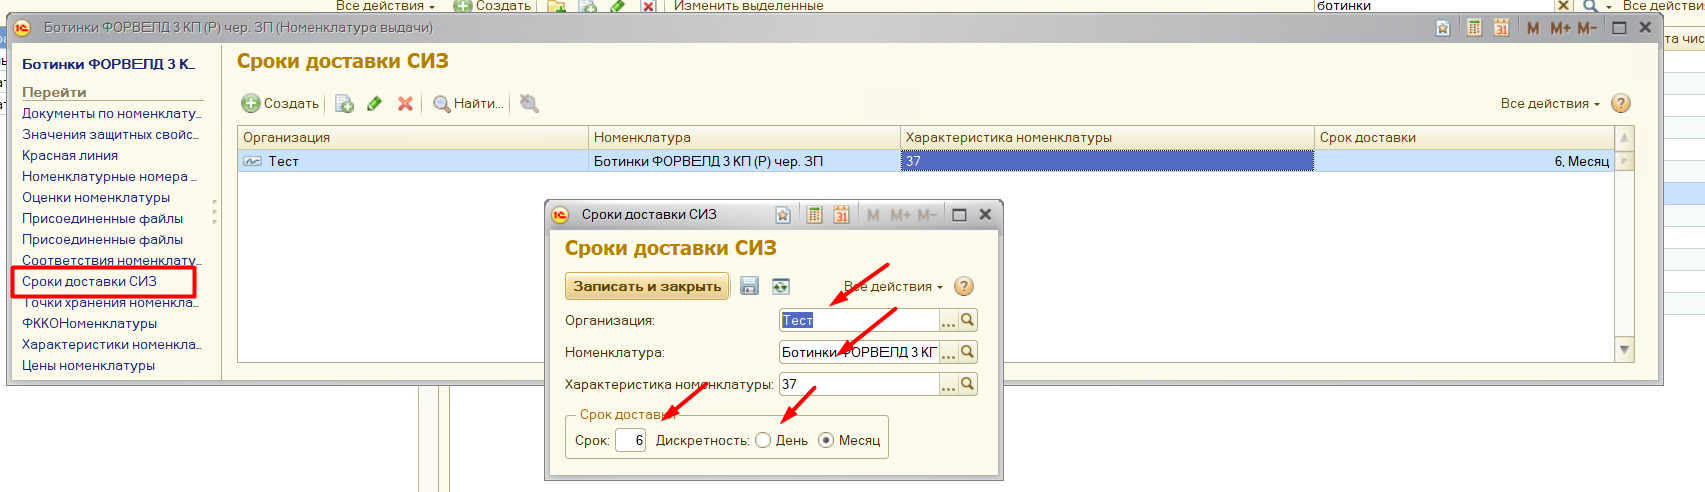 Все действия
Создать
Изменить выделенные
ботинки
Ботинки ФОРВЕЛД 3 КП (Р) чер. ЗП (Номенклатура выдачи)
M M+ M-
та чис
Ботинки ФОРВЕЛД 3 К...
Перейти
Документы по номенклату...
Значения защитных свойс...
Красная линия
Номенклатурные номера ...
Оценки номенклатуры
Присоединенные файлы
Присоединенные файлы
Соответствия номенклату...
Сроки доставки СИЗ
Точки хранения номенкла...
ФККОНоменклатуры
Характеристики номенкла...
Цены номенклатуры
Сроки доставки СИЗ
Создать
Найти...
Все действия
Организация Номенклатура Характеристика номенклатуры Срок доставки
Тест Ботинки ФОРВЕЛД 3 КП (Р) чер. ЗП 37 6, Месяц
Сроки доставки СИЗ
M M+ M-
Сроки доставки СИЗ
Записать и закрыть
Все действия
Организация: Тест
Номенклатура: Ботинки ФОРВЕЛД 3 КП
Характеристика номенклатуры: 37
Срок доставки
Срок: 6 Дискретность: День Месяц